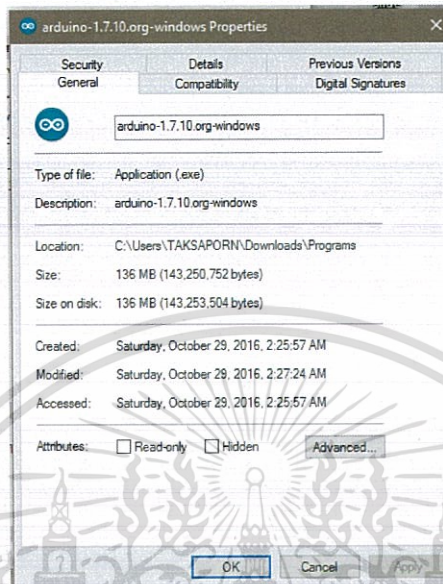 arduino-1.7.10.org-windows Properties
Security Details Previous Versions
General Compatibility Digital Signatures
arduino-1.7.10.org-windows
Type of file: Application (.exe)
Description: arduino-1.7.10.org-windows
Location: C:\Users\TAKSAPORN\Downloads\Programs
Size: 136 MB (143,250,752 bytes)
Size on disk: 136 MB (143,253,504 bytes)
Created: Saturday, October 29, 2016, 2:25:57 AM
Modified: Saturday, October 29, 2016, 2:27:24 AM
Accessed: Saturday, October 29, 2016, 2:25:57 AM
Attributes: Read-only Hidden Advanced...
OK Cancel Apply